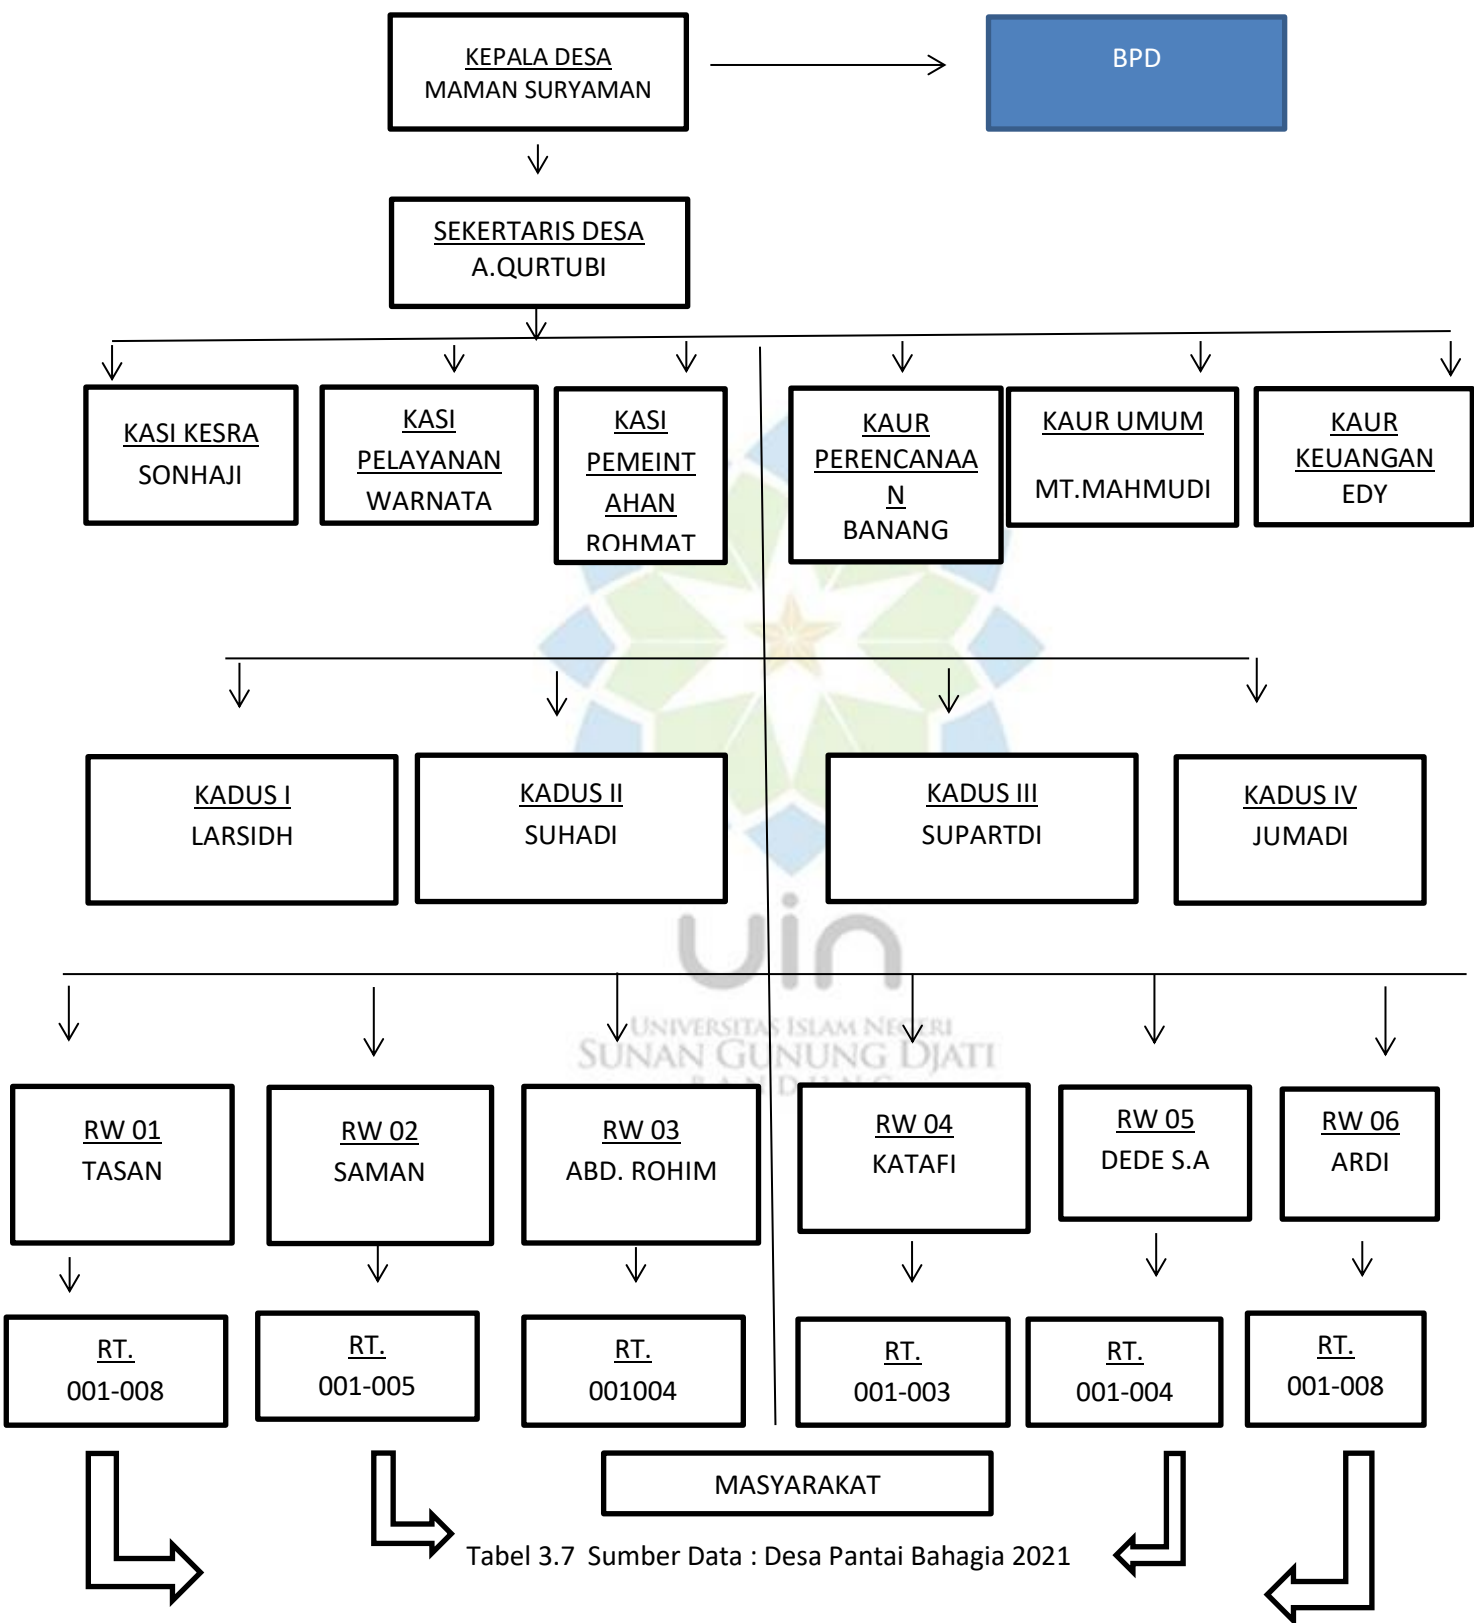 KEPALA DESA
MAMAN SURYAMAN
BPD
SEKERTARIS DESA
A.QURTUBI
KASI KESRA
SONHAJI
KASI
PELAYANAN
WARNATA
KASI
PEMEINT
AHAN
ROHMAT
KAUR
PERENCANAA
N
BANANG
KAUR UMUM
MT.MAHMUDI
KAUR
KEUANGAN
EDY
KADUS I
LARSIDH
KADUS II
SUHADI
KADUS III
SUPARTDI
KADUS IV
JUMADI
uin
UNIVERSITAS ISLAM NEGERI
SUNAN GUNUNG DJATI
BANDUNG
RW 01
TASAN
RW 02
SAMAN
RW 03
ABD. ROHIM
RW 04
KATAFI
RW 05
DEDE S.A
RW 06
ARDI
RT.
001-008
RT.
001-005
RT.
001004
RT.
001-003
RT.
001-004
RT.
001-008
MASYARAKAT
Tabel 3.7 Sumber Data : Desa Pantai Bahagia 2021